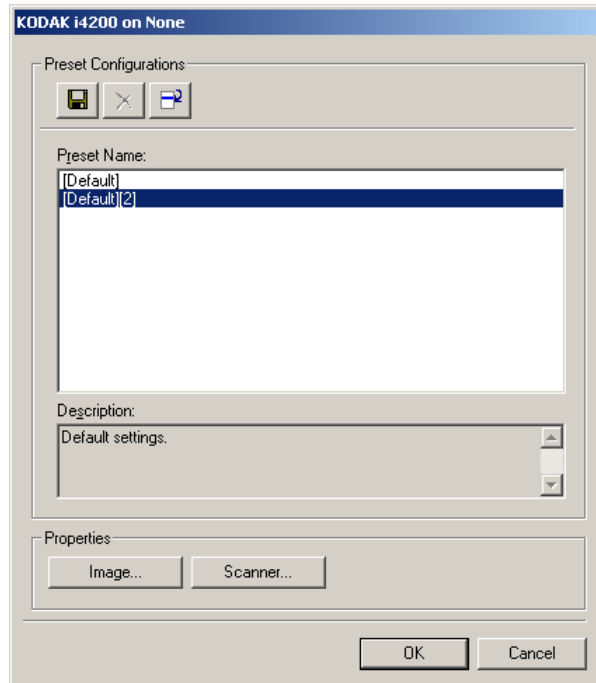 KODAK i4200 on None
Preset Configurations
Preset Name:
[Default]
[Default][2]
Description:
Default settings.
Properties
Image... Scanner...
OK Cancel